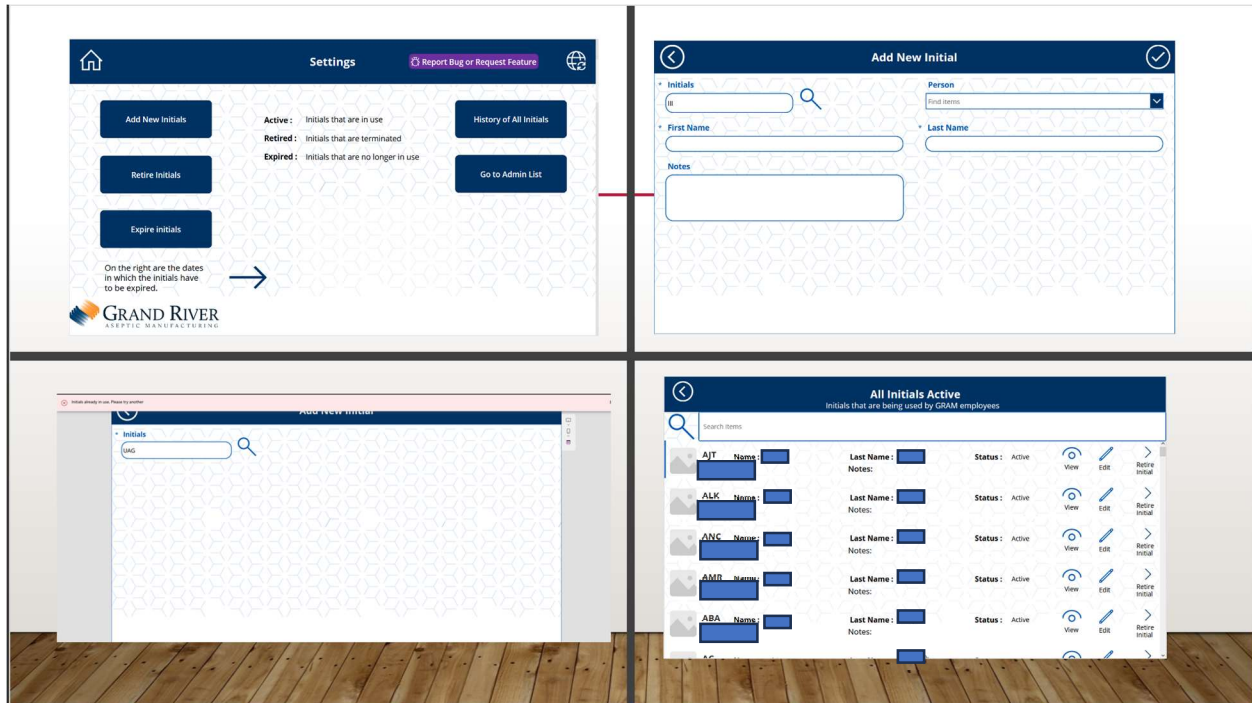 Settings
Report Bug or Request Feature
Add New Initials
Active : Initials that are in use
History of All Initials
Retired : Initials that are terminated
Expired : Initials that are no longer in use
Retire Initials
Go to Admin List
Expire initials
On the right are the dates
in which the initials have
to be expired.
GRAND RIVER
ASEPTIC MANUFACTURING
Add New Initial
* Initials
Person
III
Find items
* First Name
* Last Name
Notes
Initials already in use. Please try another
Add New Initial
* Initials
UAG
All Initials Active
Initials that are being used by GRAM employees
Search items
AJT Name : Last Name : Status : Active
Notes:
View Edit Retire
Initial
ALK Name : Last Name : Status : Active
Notes:
View Edit Retire
Initial
ANC Name : Last Name : Status : Active
Notes:
View Edit Retire
Initial
AMR Name : Last Name : Status : Active
Notes:
View Edit Retire
Initial
ABA Name : Last Name : Status : Active
Notes:
View Edit Retire
Initial